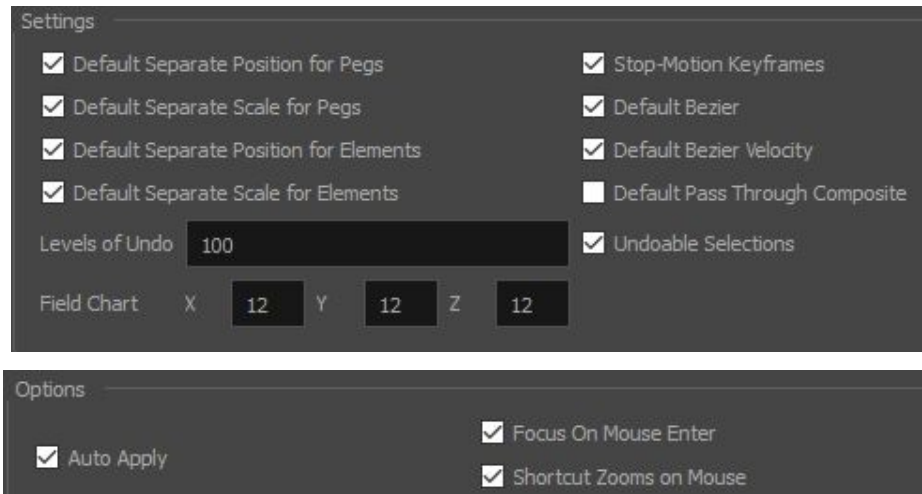 Settings
Default Separate Position for Pegs
Stop-Motion Keyframes
Default Separate Scale for Pegs
Default Bezier
Default Separate Position for Elements
Default Bezier Velocity
Default Separate Scale for Elements
Default Pass Through Composite
Levels of Undo 100
Undoable Selections
Field Chart X 12 Y 12 Z 12
Options
Focus On Mouse Enter
Auto Apply
Shortcut Zooms on Mouse